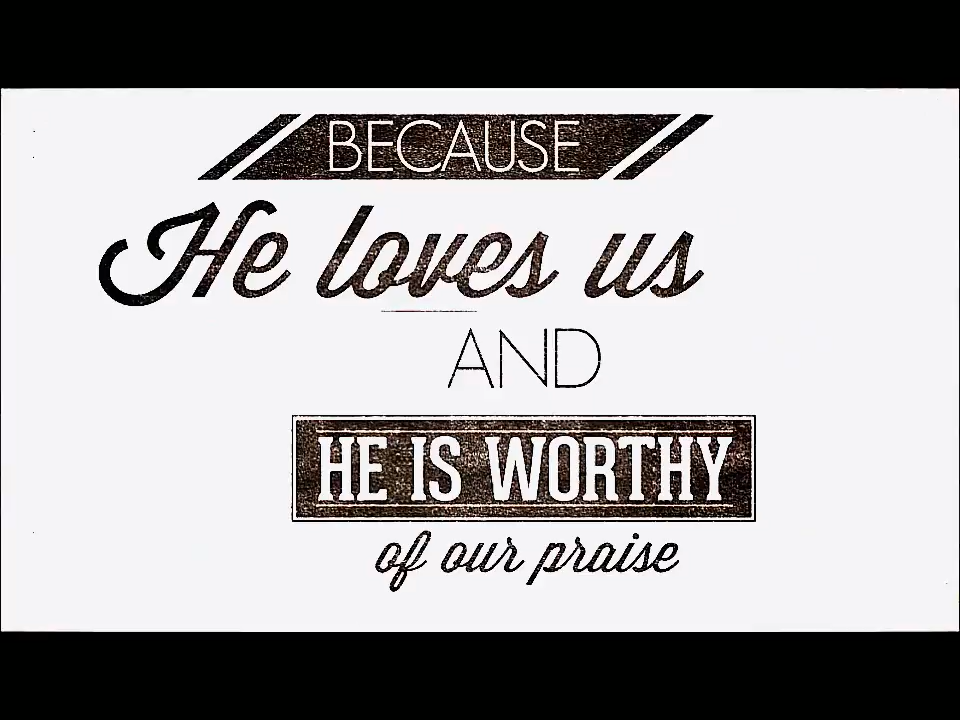 BECAUSE
He loves us
AND
HE IS WORTHY
of our praise